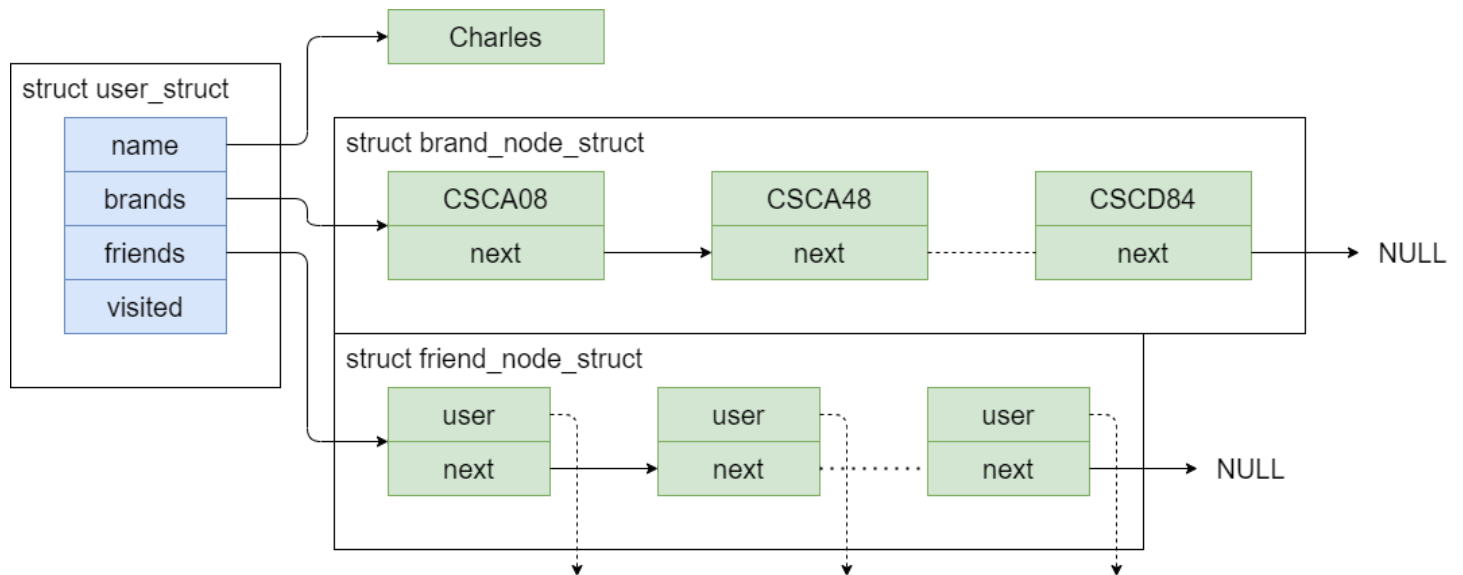 Charles
struct user_struct
name
brands
friends
visited
struct brand_node_struct
CSCA08
next
CSCA48
next
CSCD84
next
NULL
struct friend_node_struct
user
next
user
next
user
next
NULL